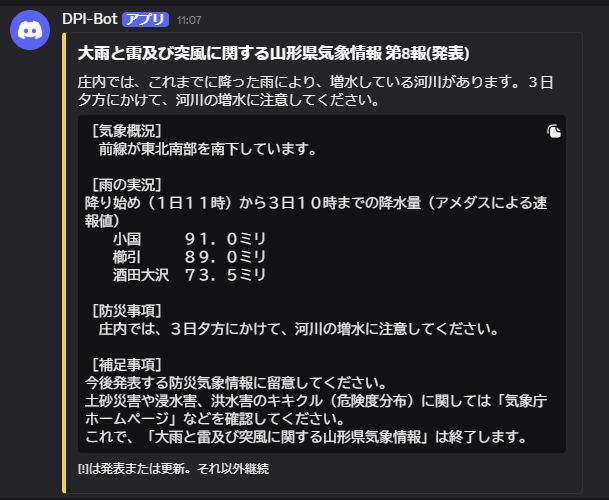 DPI-Bot アプリ 11:07
大雨と雷及び突風に関する山形県気象情報 第8報(発表)
庄内では、これまでに降った雨により、増水している河川があります。３日
夕方にかけて、河川の増水に注意してください。
［気象概況］
　前線が東北南部を南下しています。
［雨の実況］
降り始め（１日１１時）から３日１０時までの降水量（アメダスによる速
報値）
　　小国　　　９１．０ミリ
　　櫛引　　　８９．０ミリ
　　酒田大沢　７３．５ミリ
［防災事項］
　庄内では、３日夕方にかけて、河川の増水に注意してください。
［補足事項］
今後発表する防災気象情報に留意してください。
土砂災害や浸水害、洪水害のキキクル（危険度分布）に関しては「気象庁
ホームページ」などを確認してください。
これで、「大雨と雷及び突風に関する山形県気象情報」は終了します。
[!]は発表または更新。それ以外継続